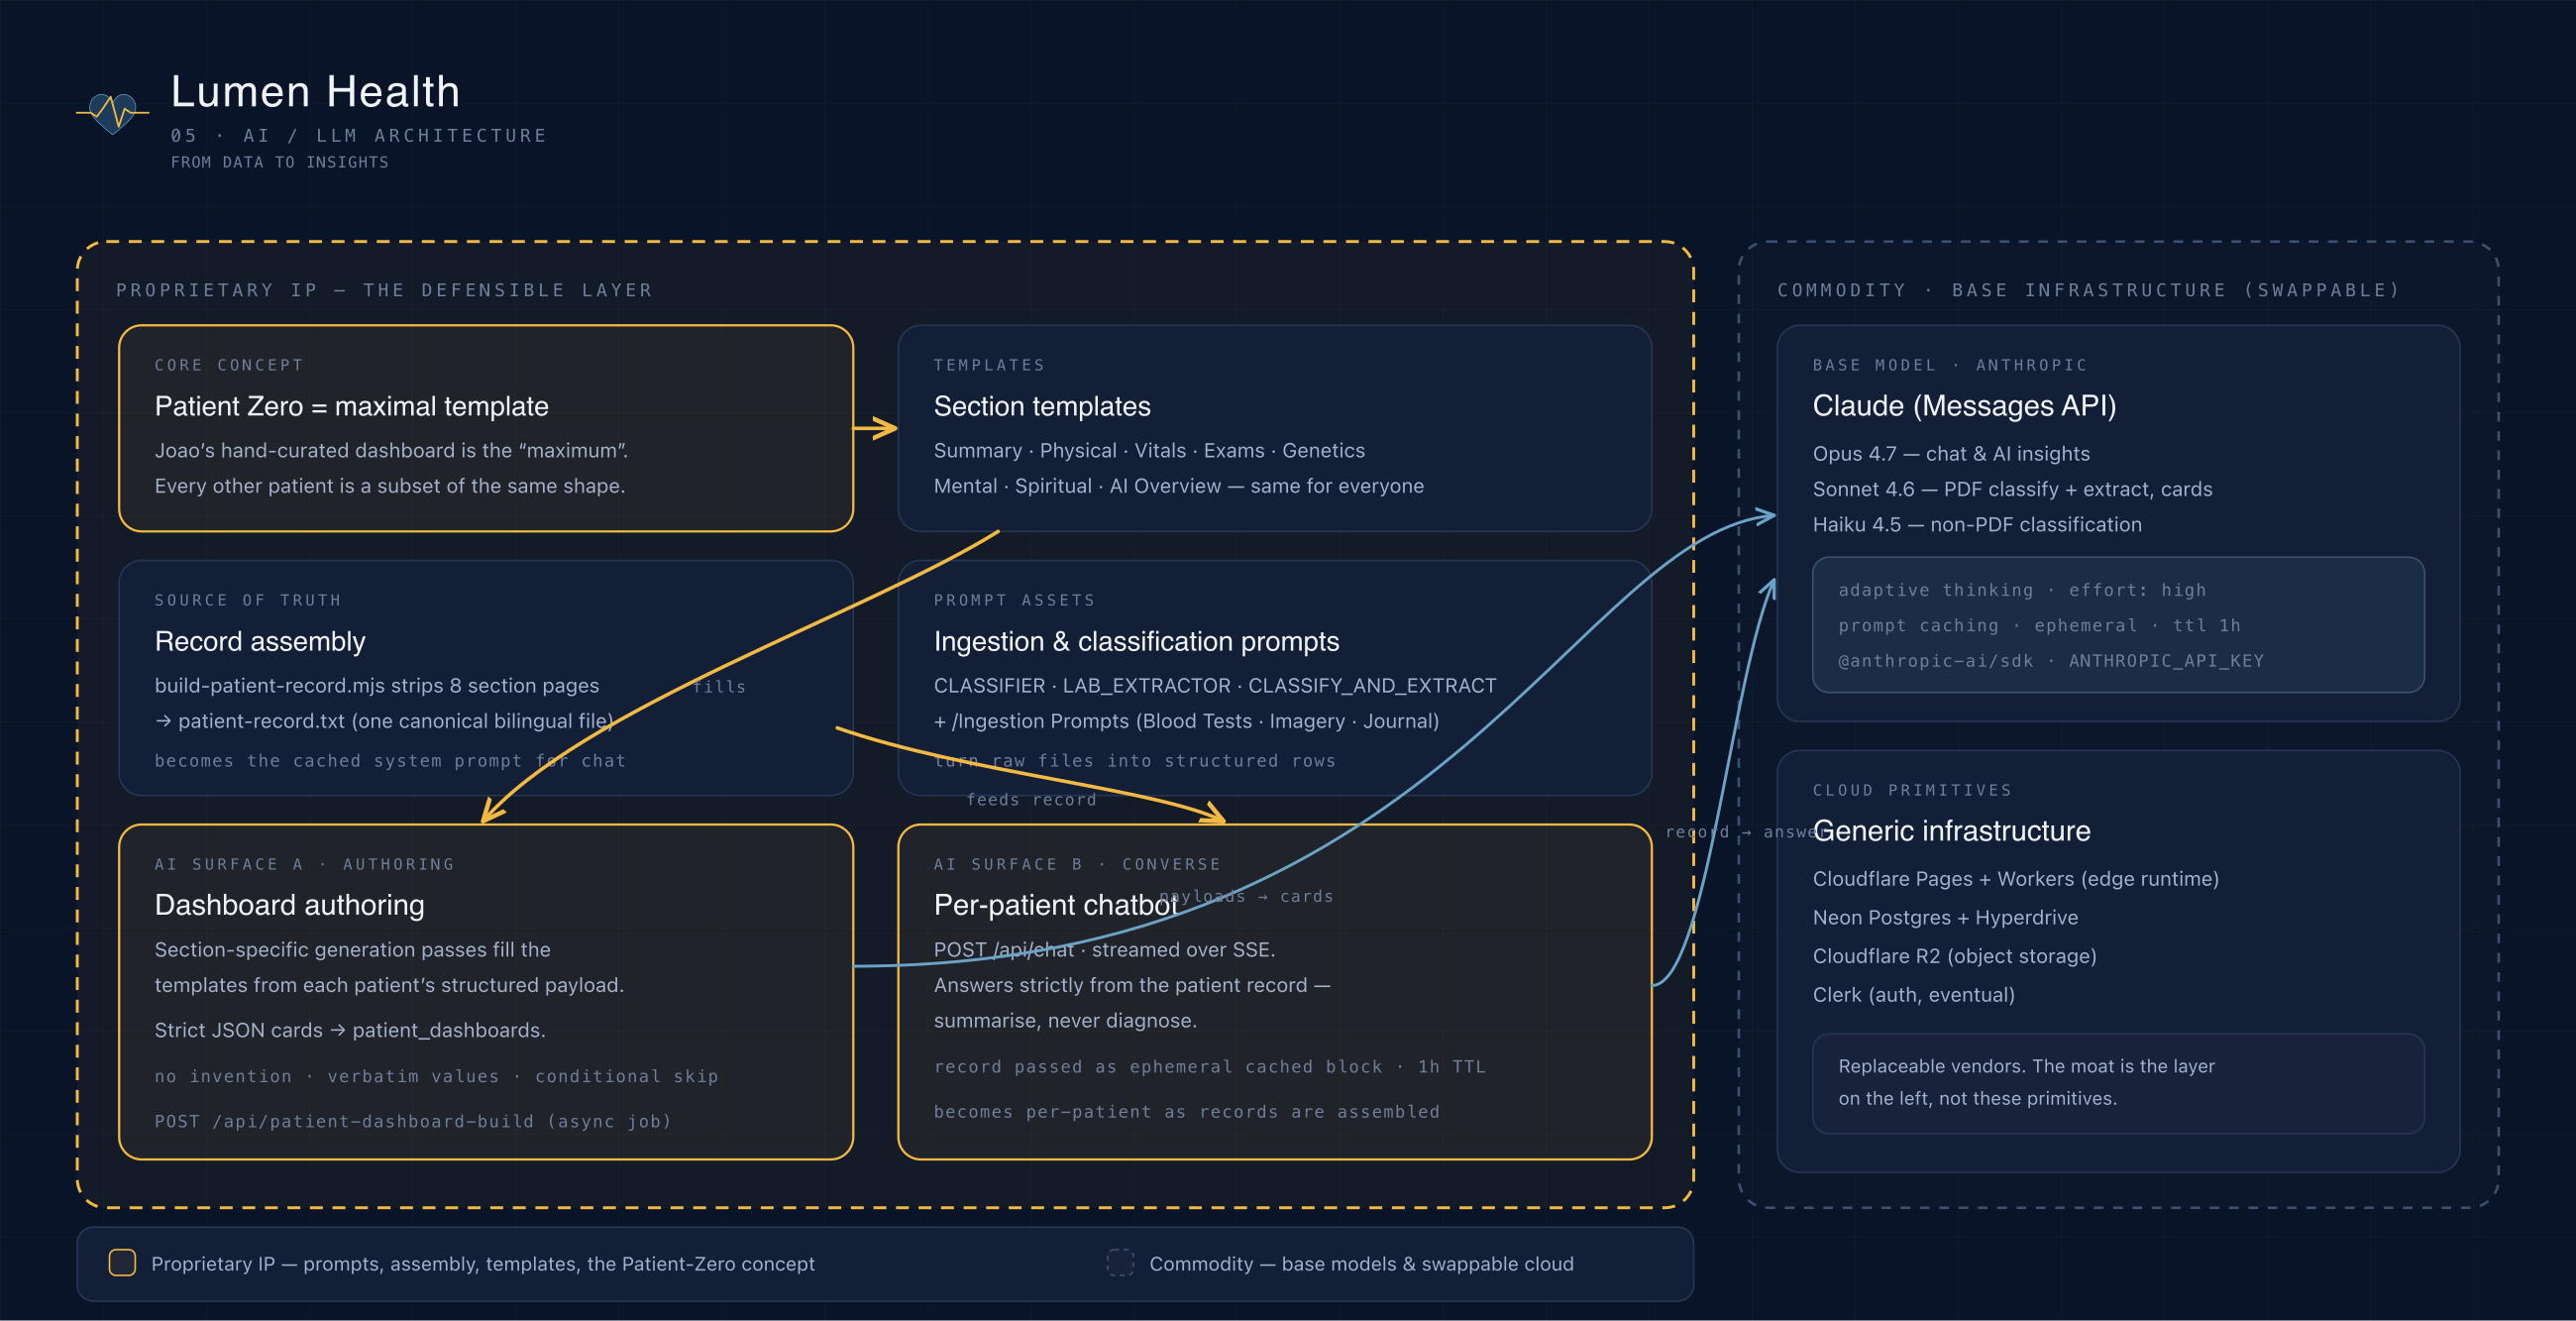 Lumen Health
05 · AI / LLM ARCHITECTURE
FROM DATA TO INSIGHTS
PROPRIETARY IP — THE DEFENSIBLE LAYER
CORE CONCEPT
Patient Zero = maximal template
Joao’s hand-curated dashboard is the “maximum”.
Every other patient is a subset of the same shape.
TEMPLATES
Section templates
Summary · Physical · Vitals · Exams · Genetics
Mental · Spiritual · AI Overview — same for everyone
SOURCE OF TRUTH
Record assembly
build-patient-record.mjs strips 8 section pages
→ patient-record.txt (one canonical bilingual file)
becomes the cached system prompt for chat
fills
PROMPT ASSETS
Ingestion & classification prompts
CLASSIFIER · LAB_EXTRACTOR · CLASSIFY_AND_EXTRACT
+ /Ingestion Prompts (Blood Tests · Imagery · Journal)
turn raw files into structured rows
feeds record
AI SURFACE A · AUTHORING
Dashboard authoring
Section-specific generation passes fill the
templates from each patient’s structured payload.
Strict JSON cards → patient_dashboards.
no invention · verbatim values · conditional skip
POST /api/patient-dashboard-build (async job)
AI SURFACE B · CONVERSE
Per-patient chatbot
payloads → cards
POST /api/chat · streamed over SSE.
Answers strictly from the patient record —
summarise, never diagnose.
record passed as ephemeral cached block · 1h TTL
becomes per-patient as records are assembled
record → answer
COMMODITY · BASE INFRASTRUCTURE (SWAPPABLE)
BASE MODEL · ANTHROPIC
Claude (Messages API)
Opus 4.7 — chat & AI insights
Sonnet 4.6 — PDF classify + extract, cards
Haiku 4.5 — non-PDF classification
adaptive thinking · effort: high
prompt caching · ephemeral · ttl 1h
@anthropic-ai/sdk · ANTHROPIC_API_KEY
CLOUD PRIMITIVES
Generic infrastructure
Cloudflare Pages + Workers (edge runtime)
Neon Postgres + Hyperdrive
Cloudflare R2 (object storage)
Clerk (auth, eventual)
Replaceable vendors. The moat is the layer
on the left, not these primitives.
Proprietary IP — prompts, assembly, templates, the Patient-Zero concept
Commodity — base models & swappable cloud